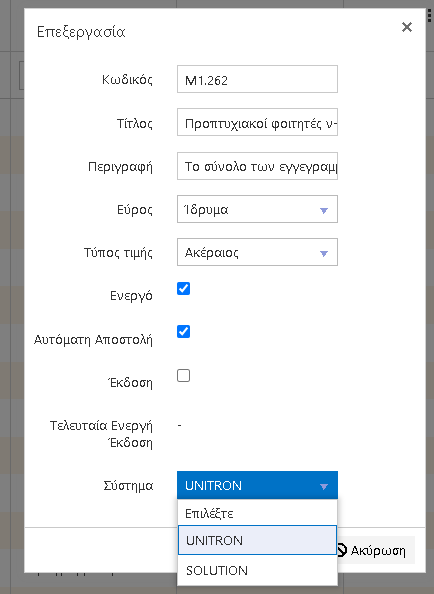 Επεξεργασία
Κωδικός M1.262
Τίτλος Προπτυχιακοί φοιτητές ν-
Περιγραφή Το σύνολο των εγγεγραμμ
Εύρος Ίδρυμα
Τύπος τιμής Ακέραιος
Ενεργό
Αυτόματη Αποστολή
Έκδοση
Τελευταία Ενεργή -
Έκδοση
Σύστημα UNITRON
Επιλέξτε
UNITRON
Ακύρωση
SOLUTION